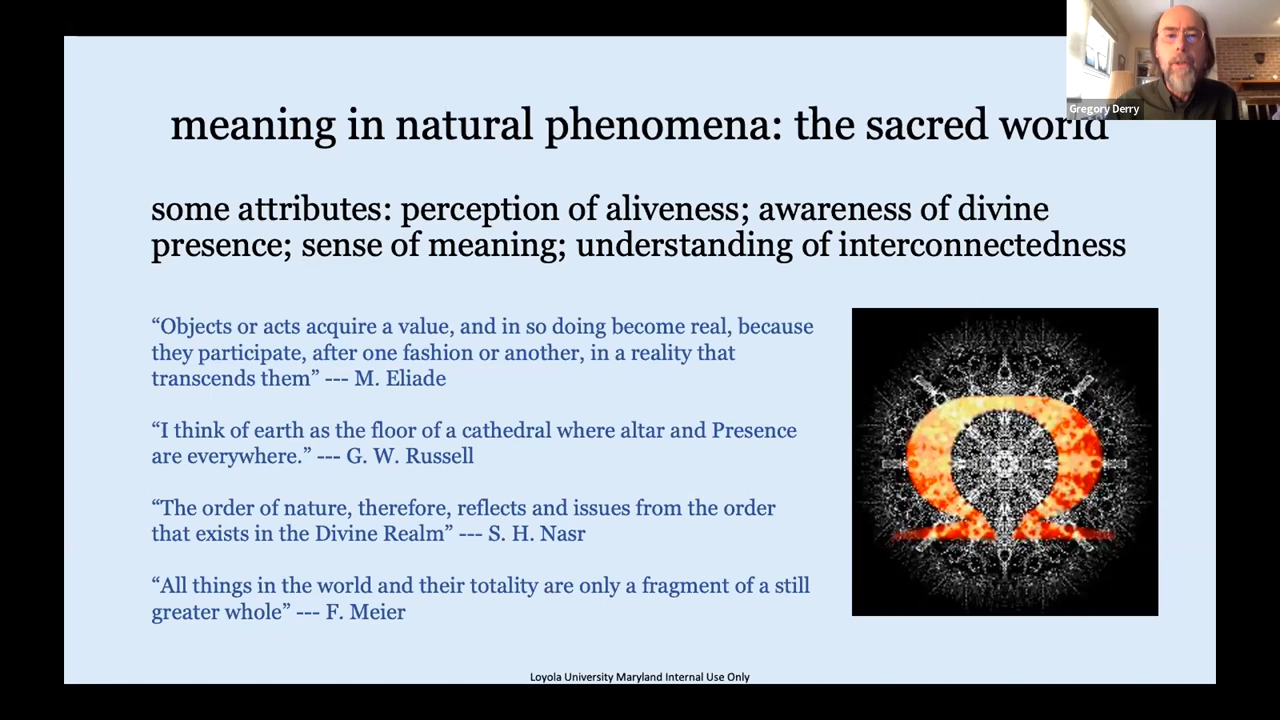 Gregory Derry
meaning in natural phenomena: the sacred world
some attributes: perception of aliveness; awareness of divine
presence; sense of meaning; understanding of interconnectedness
“Objects or acts acquire a value, and in so doing become real, because
they participate, after one fashion or another, in a reality that
transcends them” --- M. Eliade
“I think of earth as the floor of a cathedral where altar and Presence
are everywhere.” --- G. W. Russell
“The order of nature, therefore, reflects and issues from the order
that exists in the Divine Realm” --- S. H. Nasr
“All things in the world and their totality are only a fragment of a still
greater whole” --- F. Meier
Ω
Loyola University Maryland Internal Use Only